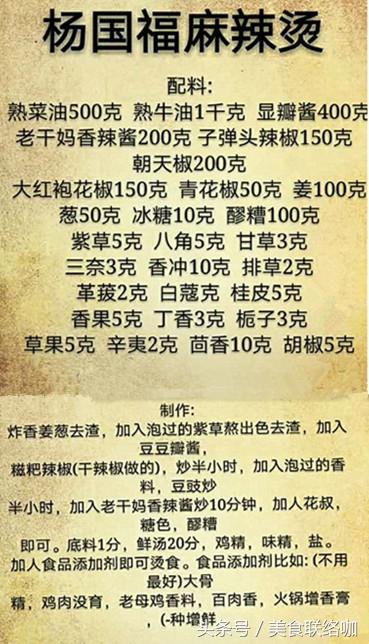 杨国福麻辣烫
配料:
熟菜油500克 熟牛油1千克 显瓣酱400克
老干妈香辣酱200克 子弹头辣椒150克
朝天椒200克
大红袍花椒150克 青花椒50克 姜100克
葱50克 冰糖10克 醪糟100克
紫草5克 八角5克 甘草3克
三奈3克 香冲10克 排草2克
革菝2克 白蔻克 桂皮5克
香果5克 丁香3克 栀子3克
草果5克 辛夷2克 茴香10克 胡椒5克
制作:
炸香姜葱去渣，加入泡过的紫草熬出色去渣，加入
豆豆瓣酱，
糍粑辣椒(干辣椒做的)，炒半小时，加入泡过的香
料，豆豉炒
半小时，加入老干妈香辣酱炒10分钟，加人花叔，
糖色，醪糟
即可。底料1分，鲜汤20分，鸡精，味精，盐。
加人食品添加剂即可烫食。食品添加剂比如: (不用
最好)大骨
精，鸡肉没育，老母鸡香料，百肉香，火锅增香膏
，(-种增鲜
头条号 / 美食联络咖